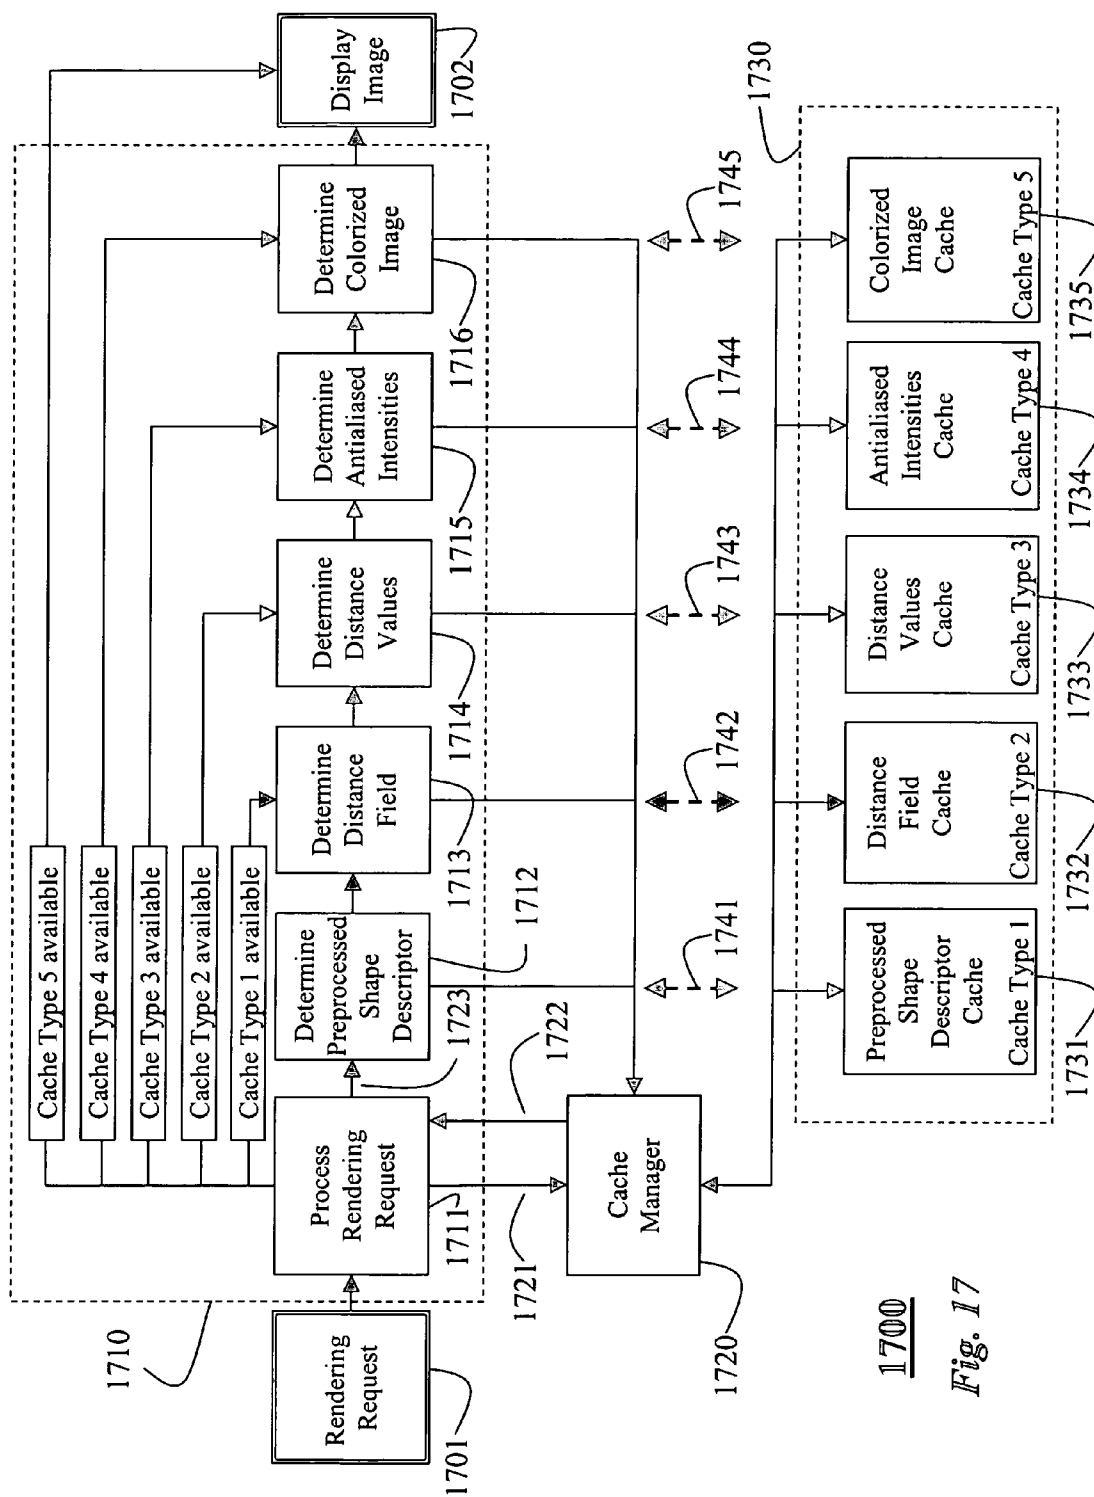 Rendering
Request
1701
1710
Process
Rendering
Request
1711
Cache Type 5 available
Cache Type 4 available
Cache Type 3 available
Cache Type 2 available
Cache Type 1 available
Determine
Preprocessed
Shape
Descriptor
1712
1723
Determine
Distance
Field
1713
Determine
Distance
Values
1714
Determine
Antialiased
Intensities
1715
Determine
Colorized
Image
1716
Display
Image
1702
1721
1722
Cache
Manager
1720
1741
1742
1743
1744
1745
1730
Preprocessed
Shape
Descriptor
Cache
Cache Type 1
1731
Distance
Field
Cache
Cache Type 2
1732
Distance
Values
Cache
Cache Type 3
1733
Antialiased
Intensities
Cache
Cache Type 4
1734
Colorized
Image
Cache
Cache Type 5
1735
1700
Fig. 17